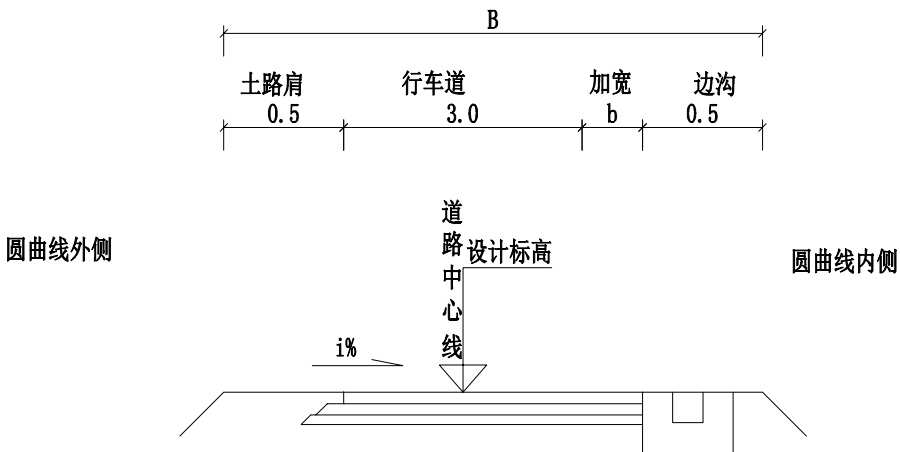 B
土路肩 行车道 加宽 边沟
0.5 3.0 b 0.5
道路中心线
设计标高
圆曲线外侧
圆曲线内侧
i%